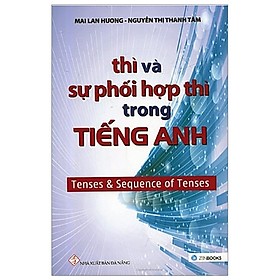 MAI LAN HƯƠNG - NGUYỄN THỊ THANH TÂM
thì và
sự phối hợp thì
trong
TIẾNG ANH
Tenses & Sequence of Tenses
NHÀ XUẤT BẢN ĐÀ NẴNG
ZENBOOKS